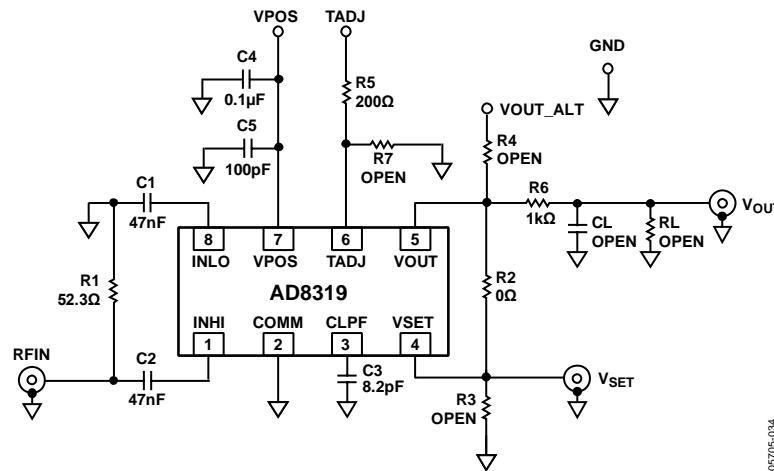 VPOS
TADJ
GND
C4
0.1µF
R5
200Ω
VOUT_ALT
C5
100pF
R7
OPEN
R4
OPEN
C1
47nF
R6
1kΩ
VOUT
CL
OPEN
RL
OPEN
8
7
6
5
INLO
VPOS
TADJ
VOUT
R1
52.3Ω
AD8319
R2
0Ω
INHI
COMM
CLPF
VSET
1
2
3
4
RFIN
C2
47nF
C3
8.2pF
VSET
R3
OPEN
05705-034